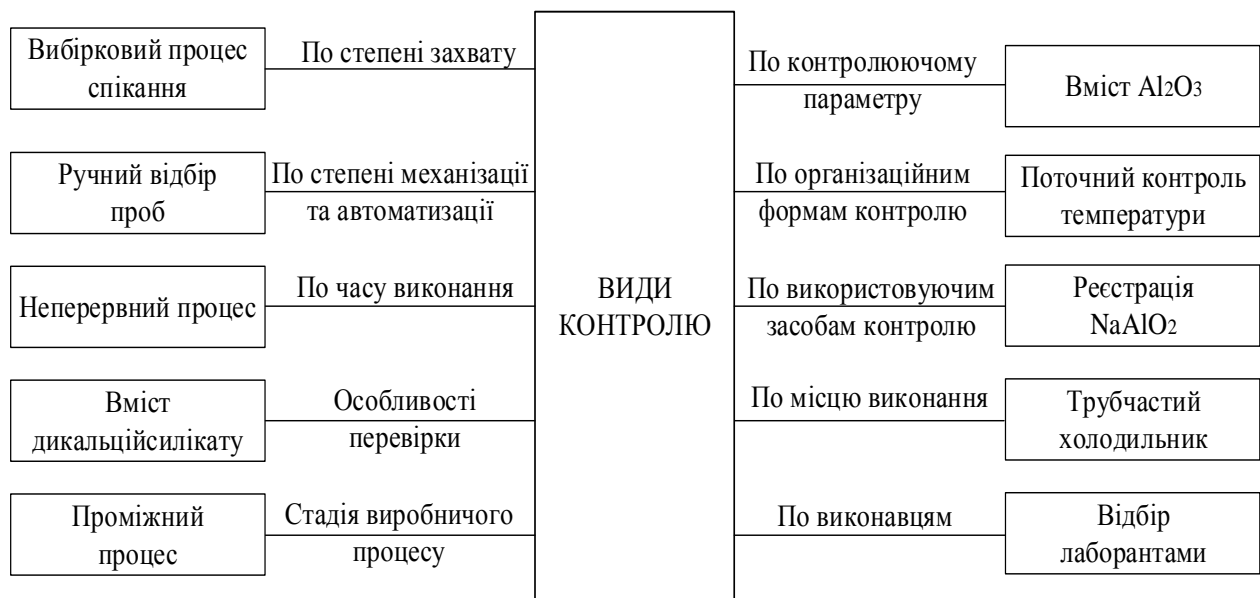 Вибірковий процес
спікання
По степені захвату
Ручний відбір
проб
По степені механізації
та автоматизації
Неперервний процес
По часу виконання
Вміст
дикальційсилікату
Особливості
перевірки
Проміжний
процес
Стадія виробничого
процесу
ВИДИ
КОНТРОЛЮ
По контролюючому
параметру
Вміст Al2O3
По організаційним
формам контролю
Поточний контроль
температури
По використовуючим
засобам контролю
Реєстрація
NaAlO2
По місцю виконання
Трубчастий
холодильник
По виконавцям
Відбір
лаборантами